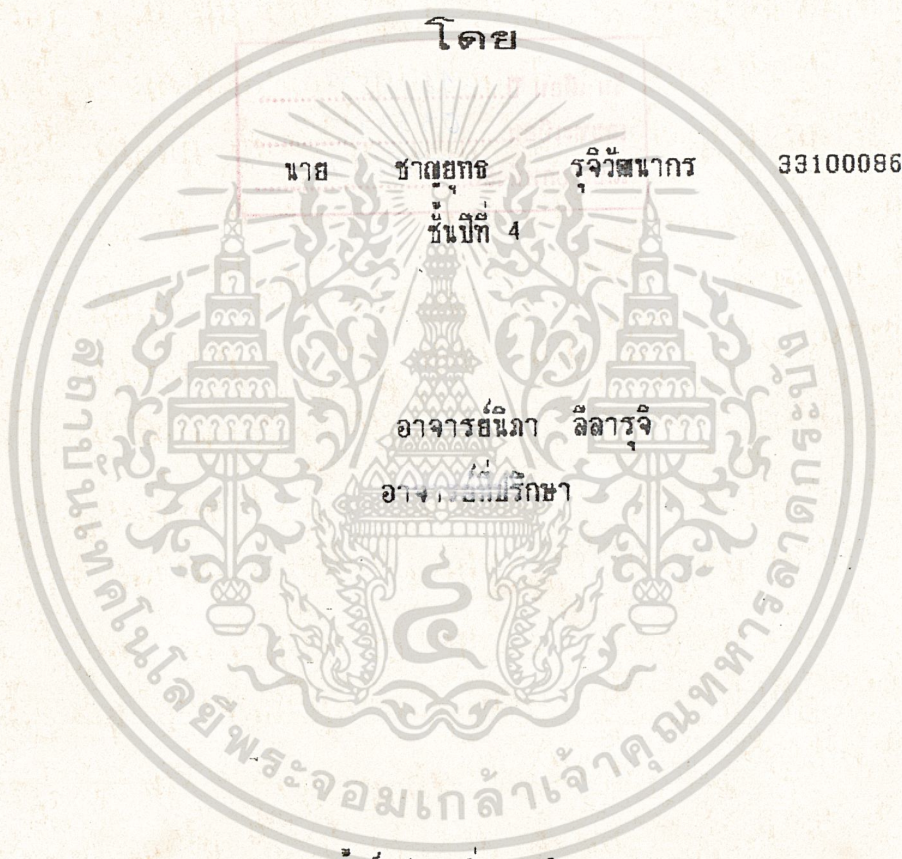 โดย
นาย ชาญยุทธ รุจิวัฒนากร 33100086
ชั้นปีที่ 4
อาจารย์นิภา ลีลารุจิ
อาจารย์ที่ปรึกษา
สถาบันเทคโนโลยีพระจอมเกล้าเจ้าคุณทหารลาดกระบัง
๔